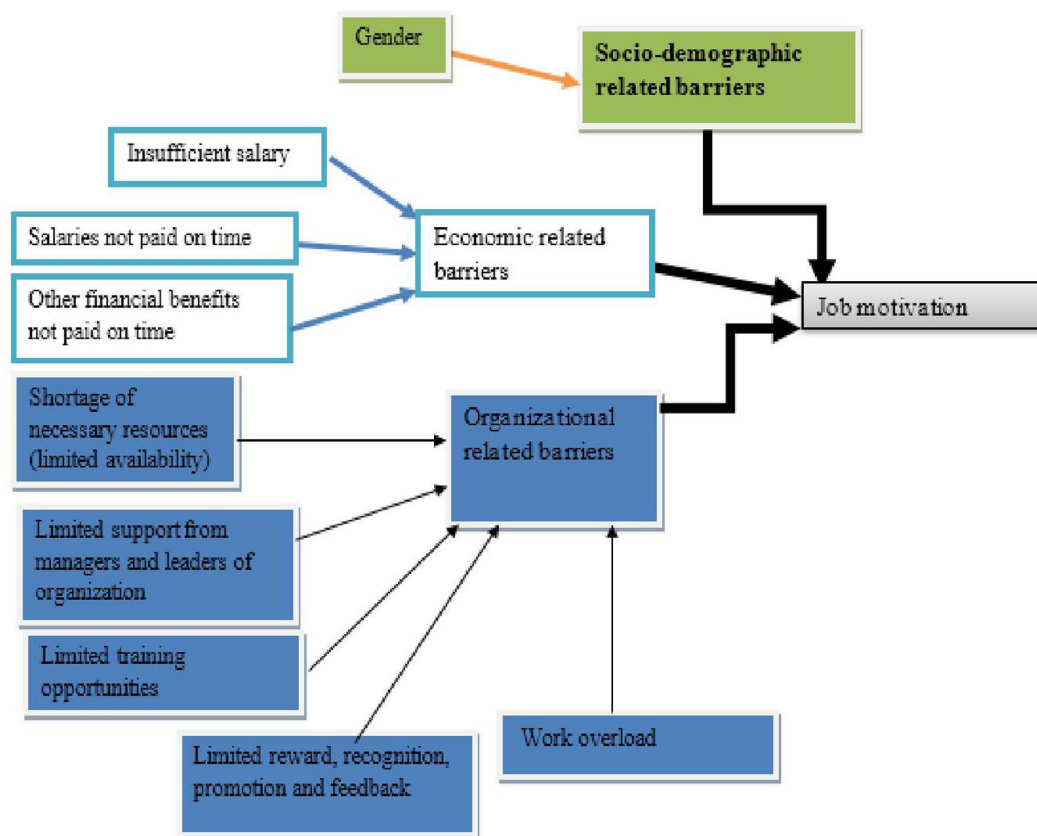 Gender
Socio-demographic
related barriers
Insufficient salary
Salaries not paid on time
Economic related
barriers
Other financial benefits
not paid on time
Job motivation
Shortage of
necessary resources
(limited availability)
Organizational
related barriers
Limited support from
managers and leaders of
organization
Limited training
opportunities
Limited reward, recognition,
promotion and feedback
Work overload